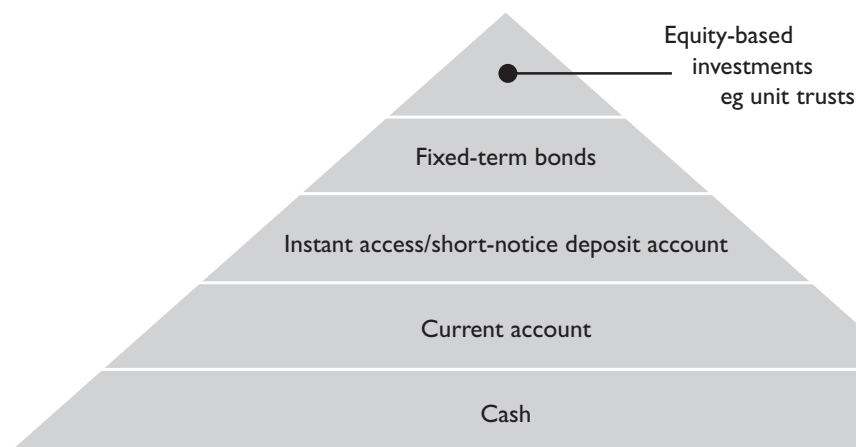 Equity-based
investments
eg unit trusts
Fixed-term bonds
Instant access/short-notice deposit account
Current account
Cash